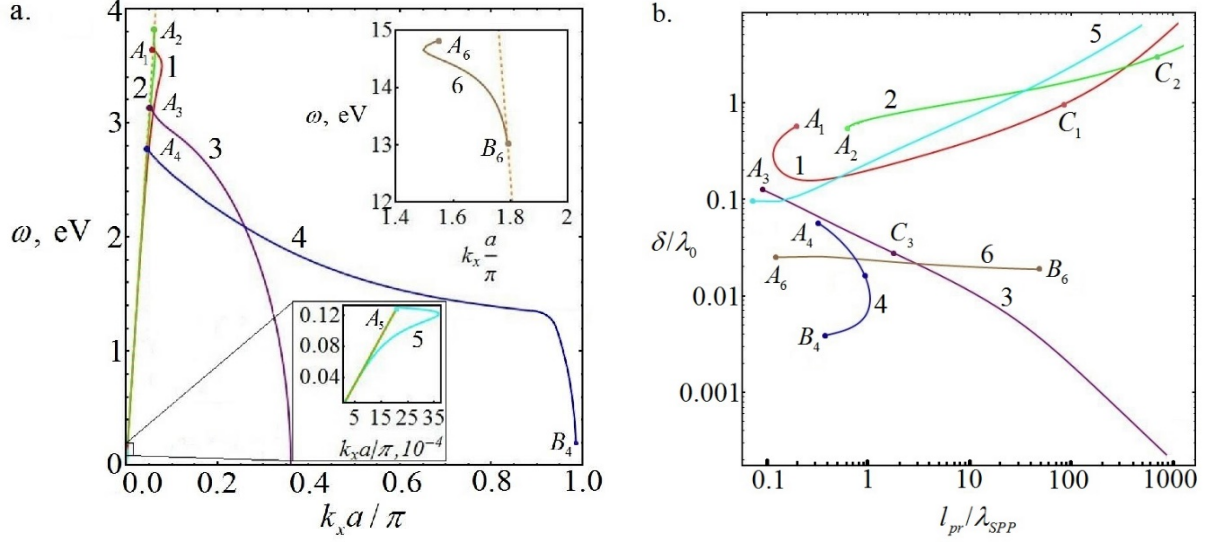 a.
4
A₂
A₁
1
2
A₃
3
A₄
3
ω, eV
2
4
1
0
B₄
0.0
0.2
0.4
0.6
0.8
1.0
kₓa/π
15
A₆
14
6
ω, eV
13
B₆
12
1.4
1.6
1.8
2
kₓ a/π
0.12
A₅
5
0.08
0.04
5
15
25
35
kₓa/π,10⁻⁴
b.
5
2
C₂
1
A₁
A₂
C₁
1
A₃
0.1
A₄
C₃
δ/λ₀
6
A₆
B₆
0.01
4
3
B₄
0.001
0.1
1
10
100
1000
l_pr/λ_SPP